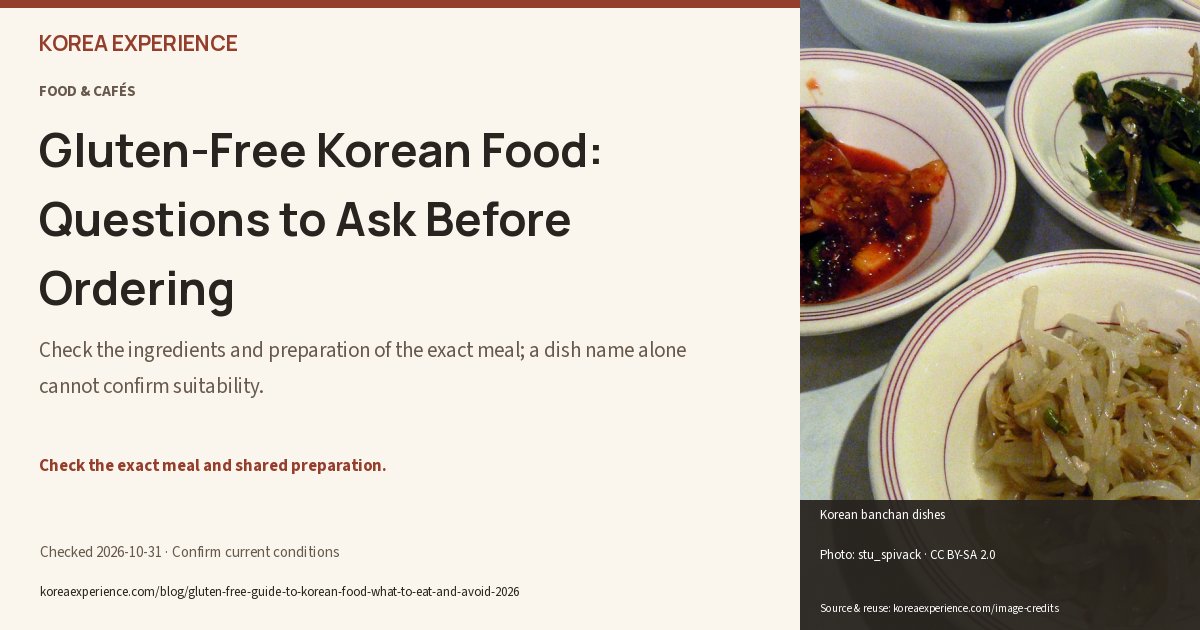 KOREA EXPERIENCE
FOOD & CAFÉS
Gluten-Free Korean Food:
Questions to Ask Before
Ordering
Check the ingredients and preparation of the exact meal; a dish name alone
cannot confirm suitability.
Check the exact meal and shared preparation.
Checked 2026-10-31 · Confirm current conditions
koreaexperience.com/blog/gluten-free-guide-to-korean-food-what-to-eat-and-avoid-2026
Korean banchan dishes
Photo: stu_spivack · CC BY-SA 2.0
Source & reuse: koreaexperience.com/image-credits